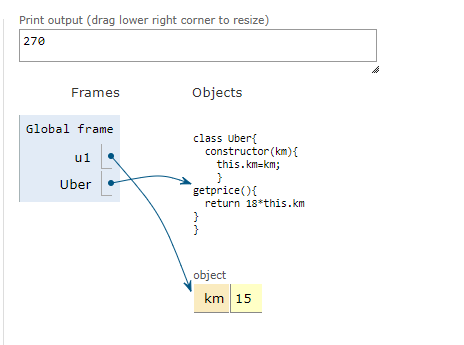 Print output (drag lower right corner to resize)
270
Frames
Objects
Global frame
u1
Uber
class Uber{
  constructor(km){
    this.km=km;
    }
getprice(){
  return 18*this.km
}
}
object
km 15